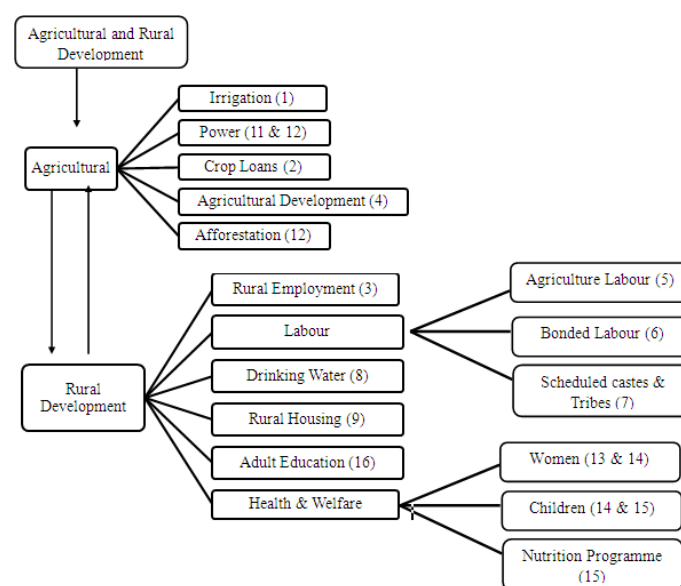 Agricultural and Rural
Development
Irrigation (1)
Power (11 & 12)
Agricultural
Crop Loans (2)
Agricultural Development (4)
Afforestation (12)
Rural Employment (3)
Labour
Agriculture Labour (5)
Bonded Labour (6)
Scheduled castes &
Tribes (7)
Rural
Development
Drinking Water (8)
Rural Housing (9)
Adult Education (16)
Health & Welfare
Women (13 & 14)
Children (14 & 15)
Nutrition Programme
(15)